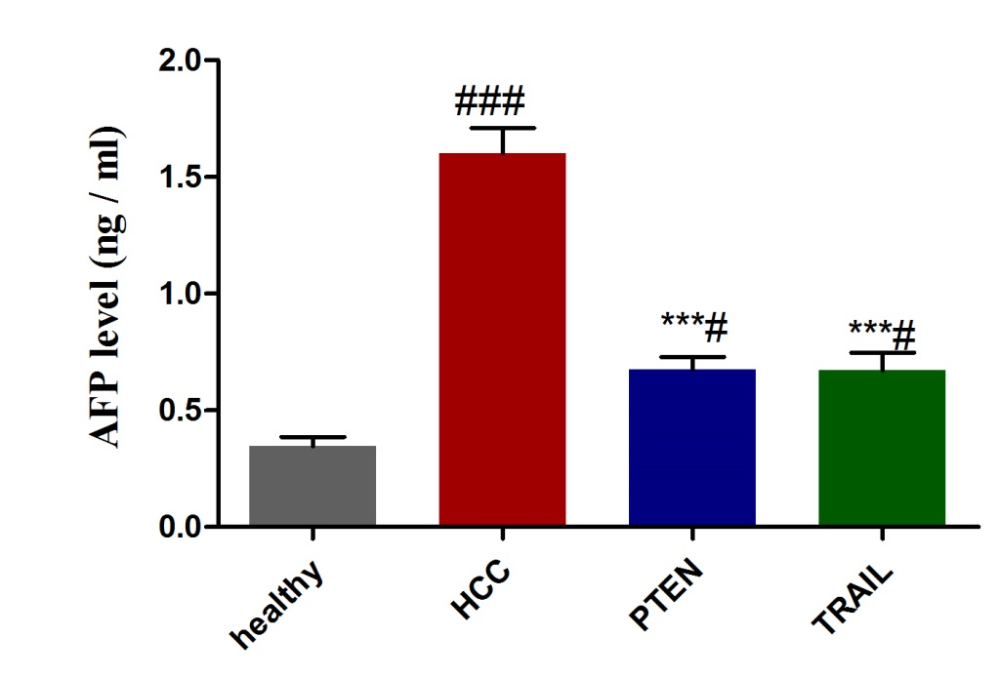 AFP level (ng / ml)
2.0
1.5
1.0
0.5
0.0
###
***#
***#
healthy
HCC
PTEN
TRAIL